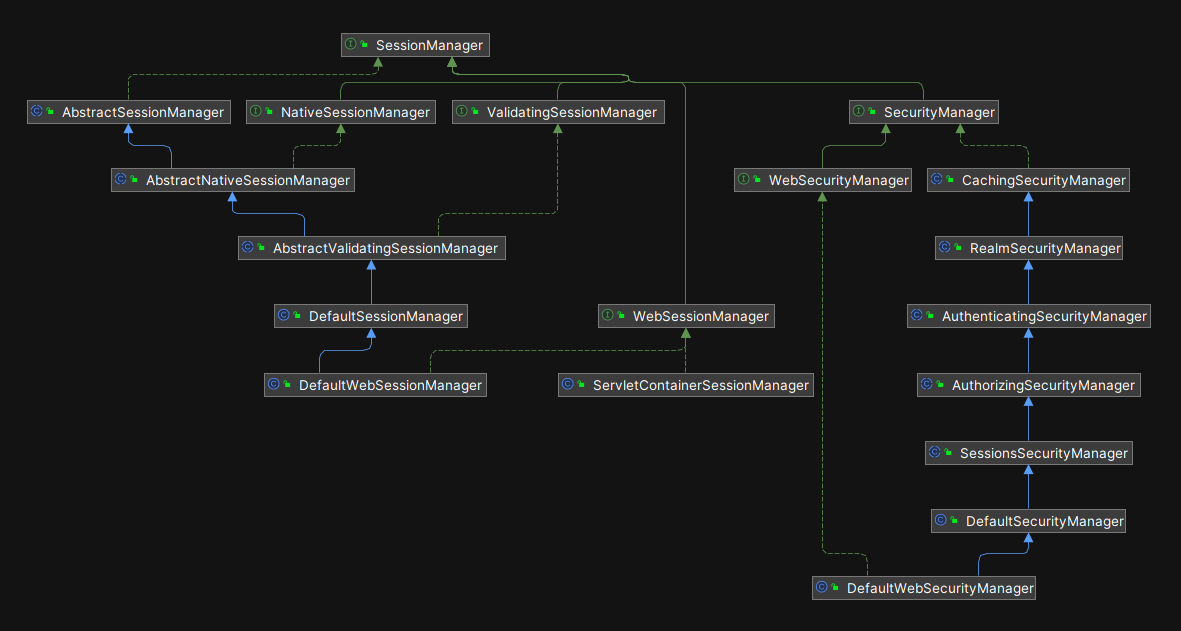 SessionManager
AbstractSessionManager
NativeSessionManager
ValidatingSessionManager
SecurityManager
AbstractNativeSessionManager
WebSecurityManager
CachingSecurityManager
AbstractValidatingSessionManager
RealmSecurityManager
DefaultSessionManager
WebSessionManager
AuthenticatingSecurityManager
DefaultWebSessionManager
ServletContainerSessionManager
AuthorizingSecurityManager
SessionsSecurityManager
DefaultSecurityManager
DefaultWebSecurityManager